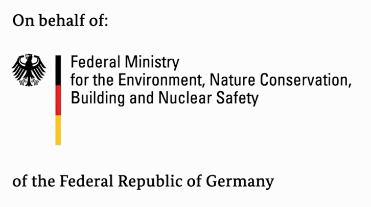 On behalf of:
Federal Ministry
for the Environment, Nature Conservation,
Building and Nuclear Safety
of the Federal Republic of Germany